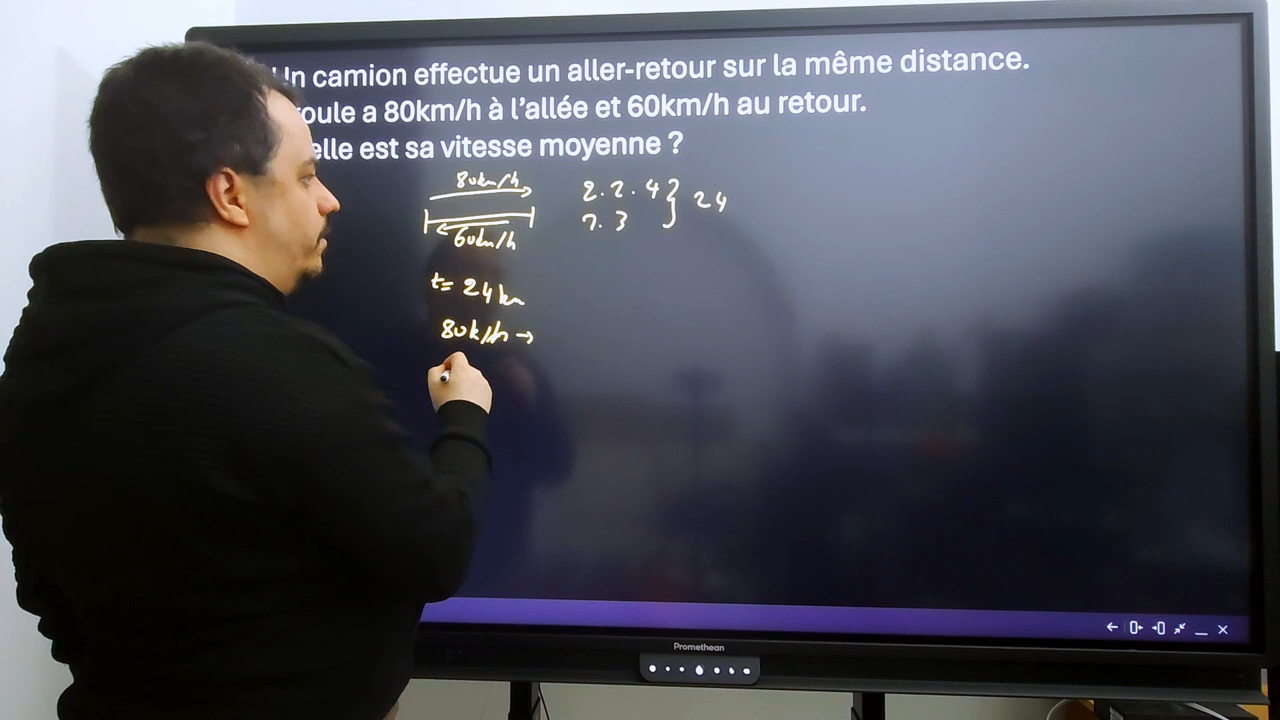 Un camion effectue un aller-retour sur la même distance.
roule a 80km/h à l'allée et 60km/h au retour.
elle est sa vitesse moyenne ?
80km/h
60km/h
2.2.4
7.3
} 24
t= 24km
80k/h →
Promethean